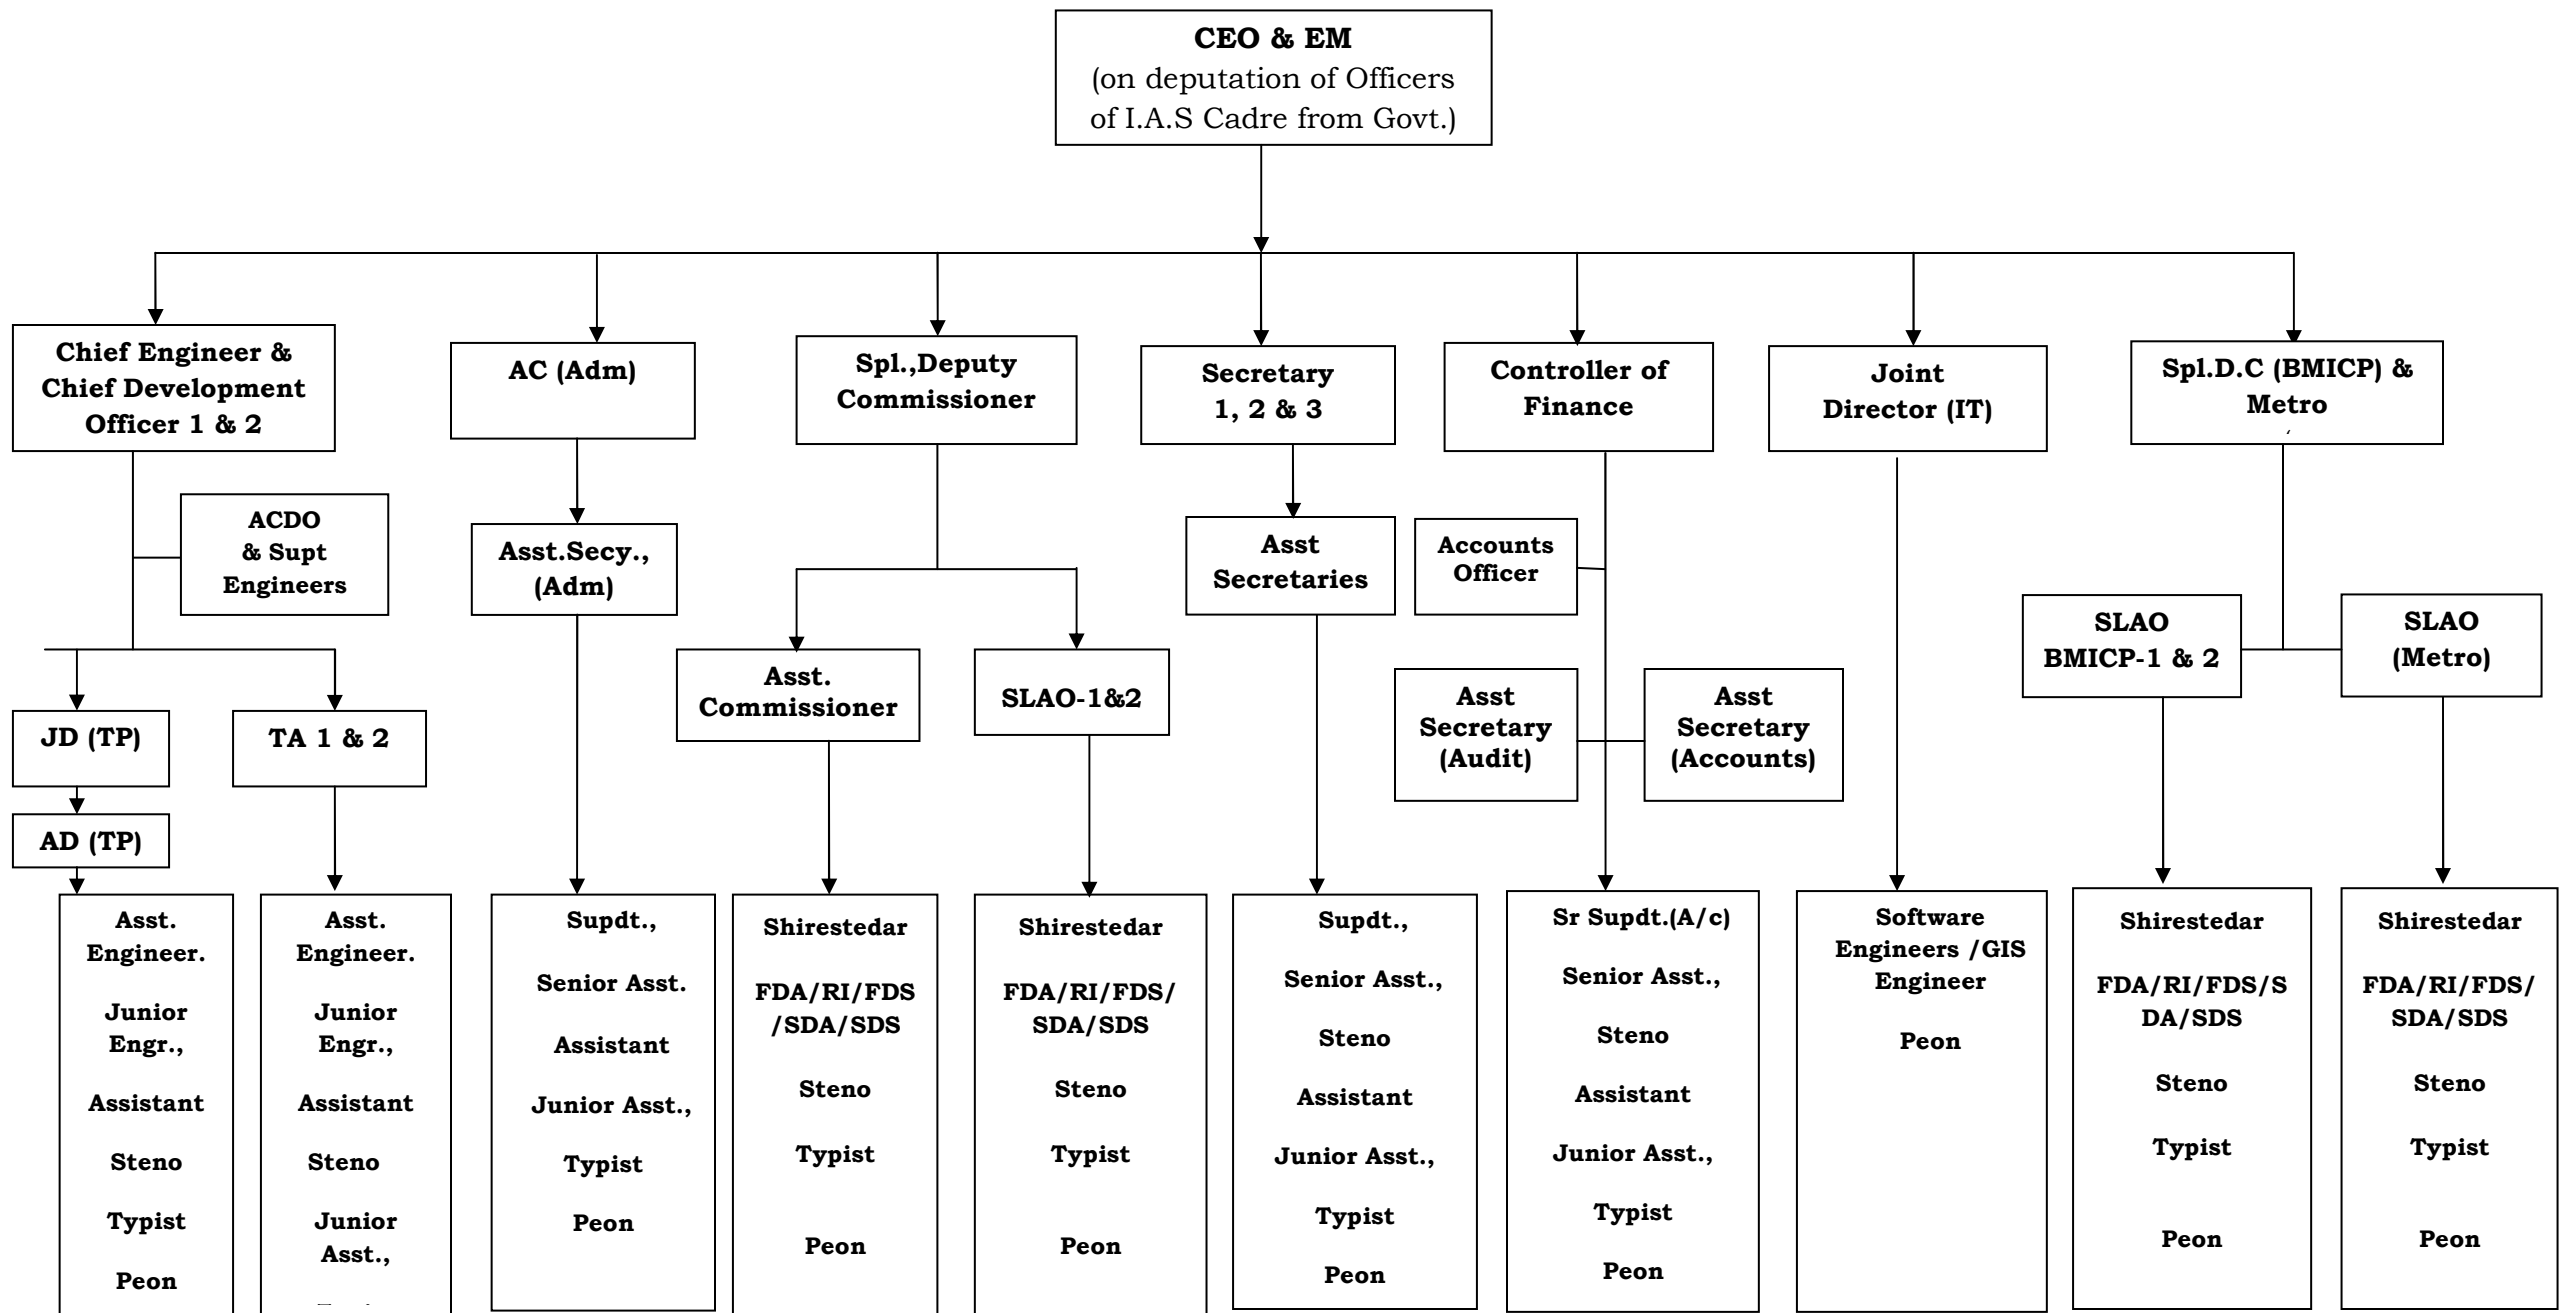 CEO & EM
(on deputation of Officers
of I.A.S Cadre from Govt.)
Chief Engineer &
Chief Development
Officer 1 & 2
AC (Adm)
Spl.,Deputy
Commissioner
Secretary
1, 2 & 3
Controller of
Finance
Joint
Director (IT)
Spl.D.C (BMICP) &
Metro
ACDO
& Supt
Engineers
Asst.Secy.,
(Adm)
Asst
Secretaries
Accounts
Officer
SLAO
BMICP-1 & 2
SLAO
(Metro)
Asst.
Commissioner
SLAO-1&2
Asst
Secretary
(Audit)
Asst
Secretary
(Accounts)
JD (TP)
TA 1 & 2
AD (TP)
Asst.
Engineer.
Junior
Engr.,
Assistant
Steno
Typist
Peon
Asst.
Engineer.
Junior
Engr.,
Assistant
Steno
Junior
Asst.,
Supdt.,
Senior Asst.
Assistant
Junior Asst.,
Typist
Peon
Shirestedar
FDA/RI/FDS
/SDA/SDS
Steno
Typist
Peon
Shirestedar
FDA/RI/FDS/
SDA/SDS
Steno
Typist
Peon
Supdt.,
Senior Asst.,
Steno
Assistant
Junior Asst.,
Typist
Peon
Sr Supdt.(A/c)
Senior Asst.,
Steno
Assistant
Junior Asst.,
Typist
Peon
Software
Engineers /GIS
Engineer
Peon
Shirestedar
FDA/RI/FDS/S
DA/SDS
Steno
Typist
Peon
Shirestedar
FDA/RI/FDS/
SDA/SDS
Steno
Typist
Peon